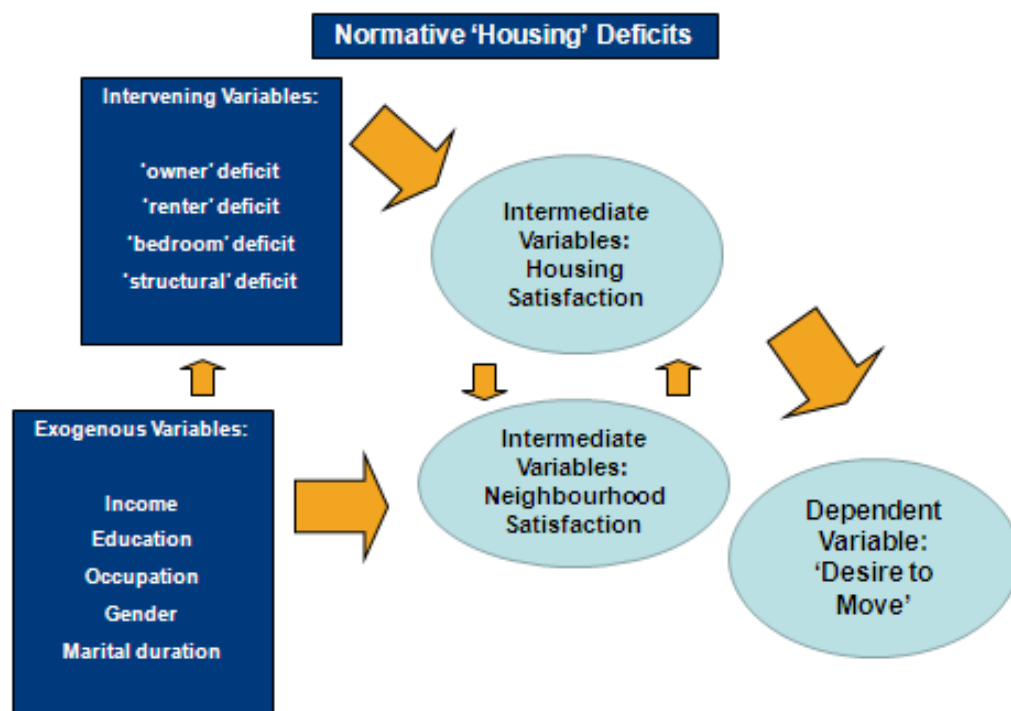 Normative ‘Housing’ Deficits
Intervening Variables:
‘owner’ deficit
‘renter’ deficit
‘bedroom’ deficit
‘structural’ deficit
Intermediate
Variables:
Housing
Satisfaction
Exogenous Variables:
Income
Education
Occupation
Gender
Marital duration
Intermediate
Variables:
Neighbourhood
Satisfaction
Dependent
Variable:
‘Desire to
Move’